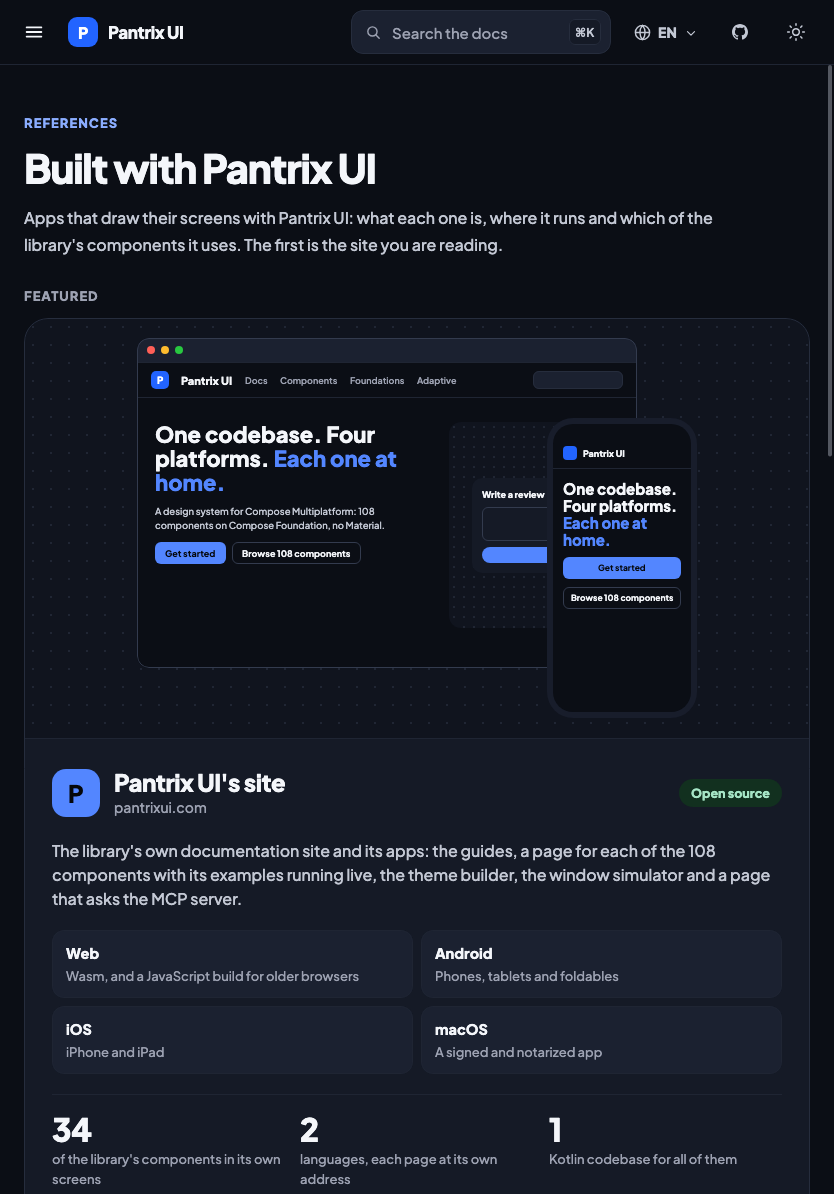 P Pantrix UI
Search the docs
⌘K
EN
REFERENCES
Built with Pantrix UI
Apps that draw their screens with Pantrix UI: what each one is, where it runs and which of the
library's components it uses. The first is the site you are reading.
FEATURED
P Pantrix UI Docs Components Foundations Adaptive
One codebase. Four
platforms. Each one at
home.
A design system for Compose Multiplatform: 108
components on Compose Foundation, no Material.
Get started
Browse 108 components
Write a review
Pantrix UI
One codebase.
Four platforms.
Each one at
home.
Get started
Browse 108 components
P
Pantrix UI's site
pantrixui.com
Open source
The library's own documentation site and its apps: the guides, a page for each of the 108
components with its examples running live, the theme builder, the window simulator and a page
that asks the MCP server.
Web
Wasm, and a JavaScript build for older browsers
Android
Phones, tablets and foldables
iOS
iPhone and iPad
macOS
A signed and notarized app
34
of the library's components in its own
screens
2
languages, each page at its own
address
1
Kotlin codebase for all of them